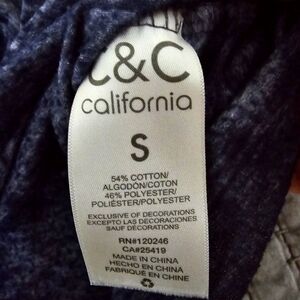 C&C
california
S
54% COTTON/
ALGODÓN/COTON
46% POLYESTER/
POLIÉSTER/POLYESTER
EXCLUSIVE OF DECORATIONS
EXCEPTO LAS DECORACIONES
SAUF DÉCORATIONS
RN#120246
CA#25419
MADE IN CHINA
HECHO EN CHINA
FABRIQUÉ EN CHINE